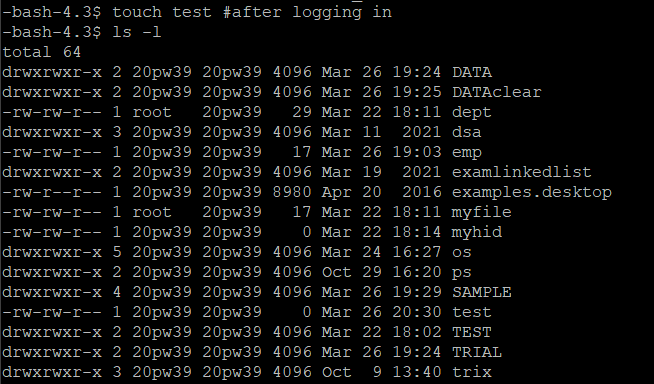 -bash-4.3$ touch test #after logging in
-bash-4.3$ ls -l
total 64
drwxrwxr-x 2 20pw39 20pw39 4096 Mar 26 19:24 DATA
drwxrwxr-x 2 20pw39 20pw39 4096 Mar 26 19:25 DATAclear
-rw-rw-r-- 1 root   20pw39   29 Mar 22 18:11 dept
drwxrwxr-x 3 20pw39 20pw39 4096 Mar 11  2021 dsa
-rw-rw-r-- 1 20pw39 20pw39   17 Mar 26 19:03 emp
drwxrwxr-x 2 20pw39 20pw39 4096 Mar 19  2021 examlinkedlist
-rw-r--r-- 1 20pw39 20pw39 8980 Apr 20  2016 examples.desktop
-rw-rw-r-- 1 root   20pw39   17 Mar 22 18:11 myfile
-rw-rw-r-- 1 20pw39 20pw39    0 Mar 22 18:14 myhid
drwxrwxr-x 5 20pw39 20pw39 4096 Mar 24 16:27 os
drwxrwxr-x 2 20pw39 20pw39 4096 Oct 29 16:20 ps
drwxrwxr-x 4 20pw39 20pw39 4096 Mar 26 19:29 SAMPLE
-rw-rw-r-- 1 20pw39 20pw39    0 Mar 26 20:30 test
drwxrwxr-x 2 20pw39 20pw39 4096 Mar 22 18:02 TEST
drwxrwxr-x 2 20pw39 20pw39 4096 Mar 26 19:24 TRIAL
drwxrwxr-x 3 20pw39 20pw39 4096 Oct  9 13:40 trix